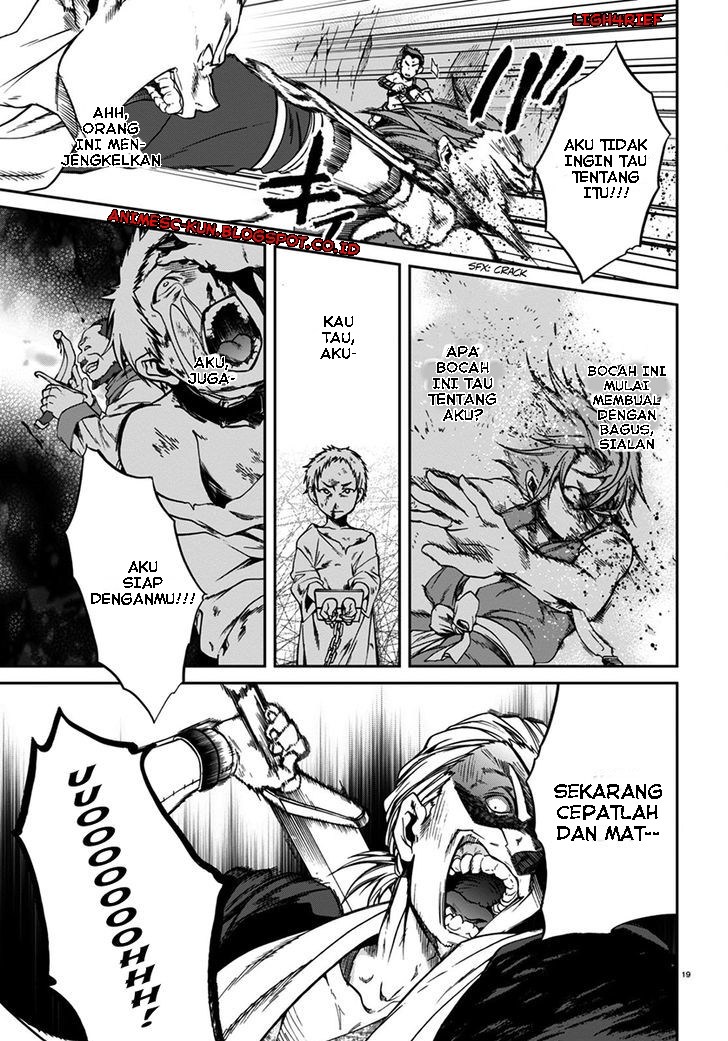 LIGH4RIEF
AKU TIDAK
INGIN TAU
TENTANG
ITU!!!
AHH,
ORANG
INI MEN-
JENGKELKAN
ANIMESC-KUN.BLOGSPOT.CO.ID
SFX: CRACK
BOCAH INI
MULAI
MEMBUAL
DENGAN
BAGUS,
SIALAN
APA
BOCAH
INI TAU
TENTANG
AKU?
KAU
TAU,
AKU-
AKU,
JUGA-
AKU
SIAP
DENGANMU!!!
SEKARANG
CEPATLAH
DAN MAT--
UUOOOOOOOHHH!
19